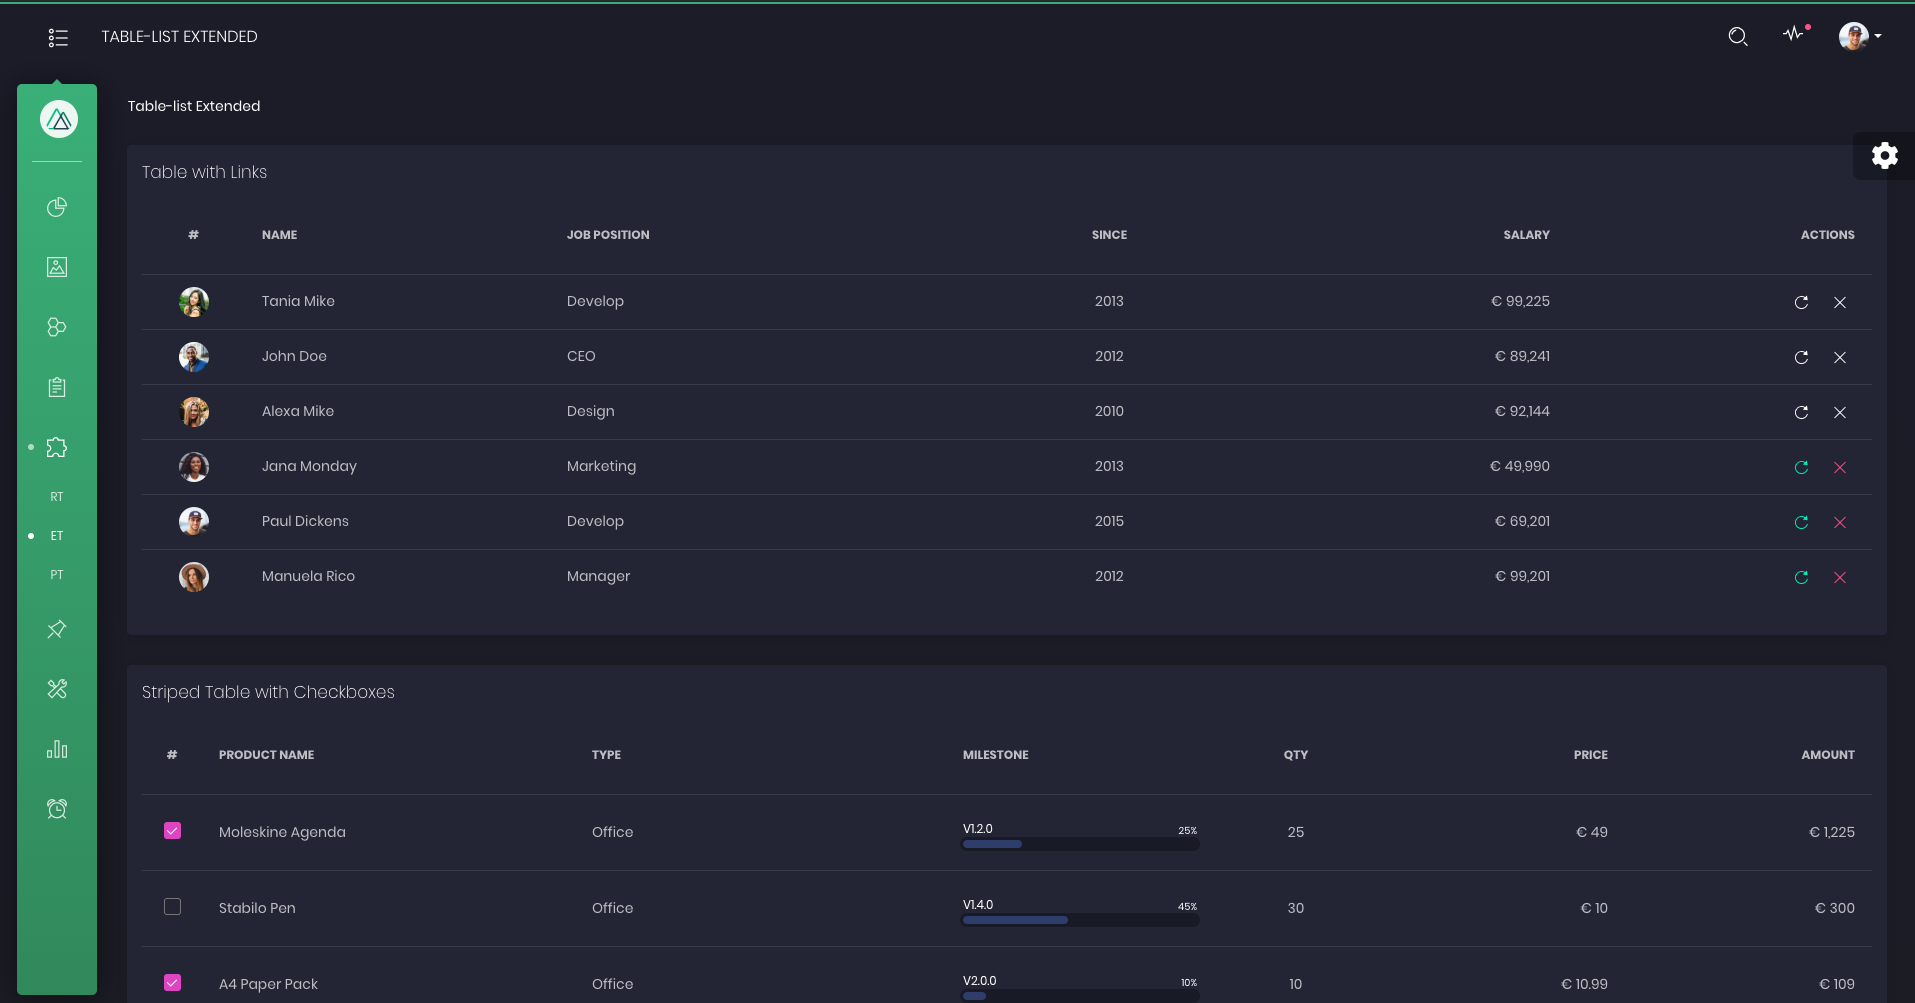 TABLE-LIST EXTENDED
Table-list Extended
Table with Links
# NAME JOB POSITION SINCE SALARY ACTIONS
Tania Mike Develop 2013 € 99,225
John Doe CEO 2012 € 89,241
Alexa Mike Design 2010 € 92,144
Jana Monday Marketing 2013 € 49,990
RT
Paul Dickens Develop 2015 € 69,201
ET
PT
Manuela Rico Manager 2012 € 99,201
Striped Table with Checkboxes
# PRODUCT NAME TYPE MILESTONE QTY PRICE AMOUNT
Moleskine Agenda Office V1.2.0 25% 25 € 49 € 1,225
Stabilo Pen Office V1.4.0 45% 30 € 10 € 300
A4 Paper Pack Office V2.0.0 10% 10 € 10.99 € 109